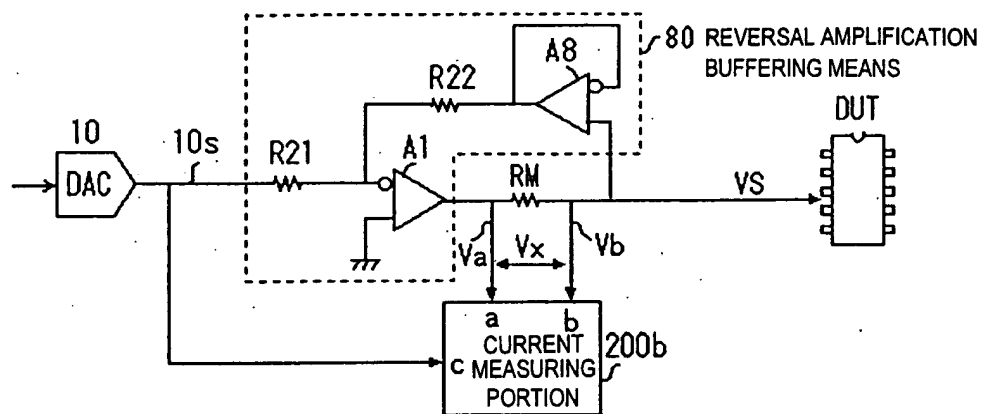 80 REVERSAL AMPLIFICATION
BUFFERING MEANS
A8
R22
DUT
10
10s
R21
A1
RM
DAC
VS
Va
Vx
Vb
a
b
200b
c
CURRENT
MEASURING
PORTION